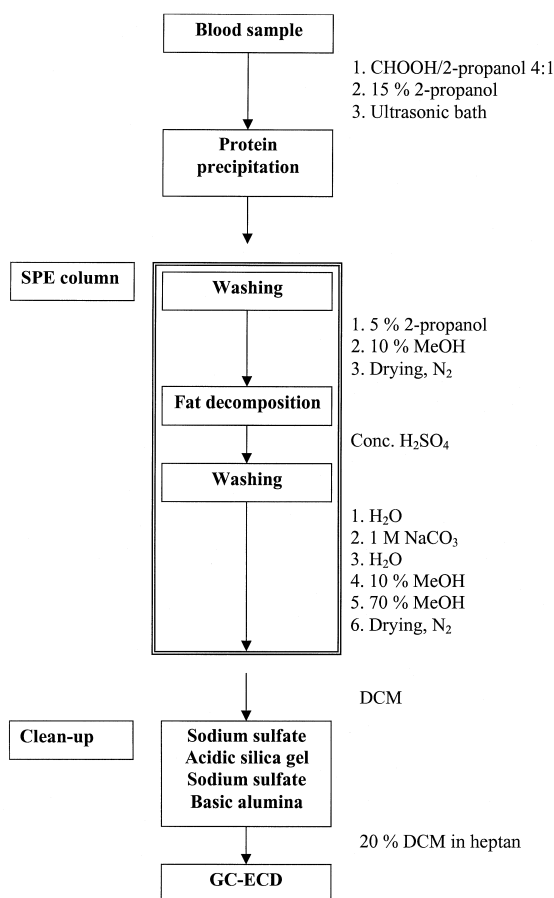 Blood sample
1. CHOOH/2-propanol 4:1
2. 15 % 2-propanol
3. Ultrasonic bath
Protein
precipitation
SPE column
Washing
1. 5 % 2-propanol
2. 10 % MeOH
3. Drying, N₂
Fat decomposition
Conc. H₂SO₄
Washing
1. H₂O
2. 1 M NaCO₃
3. H₂O
4. 10 % MeOH
5. 70 % MeOH
6. Drying, N₂
DCM
Clean-up
Sodium sulfate
Acidic silica gel
Sodium sulfate
Basic alumina
20 % DCM in heptan
GC-ECD